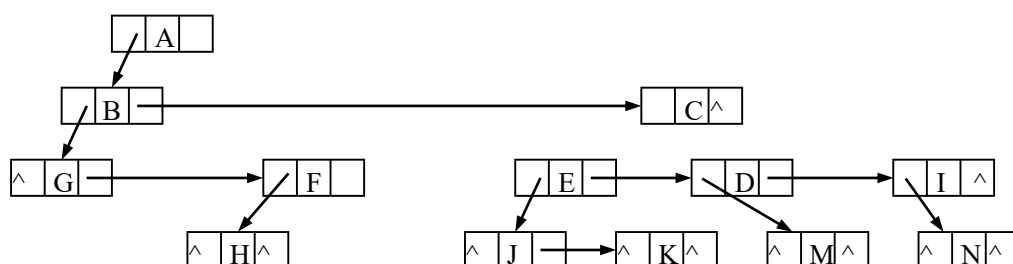 A
B C ^
^ G F E D I ^
^ H ^ ^ J ^ K ^ ^ M ^ ^ N ^